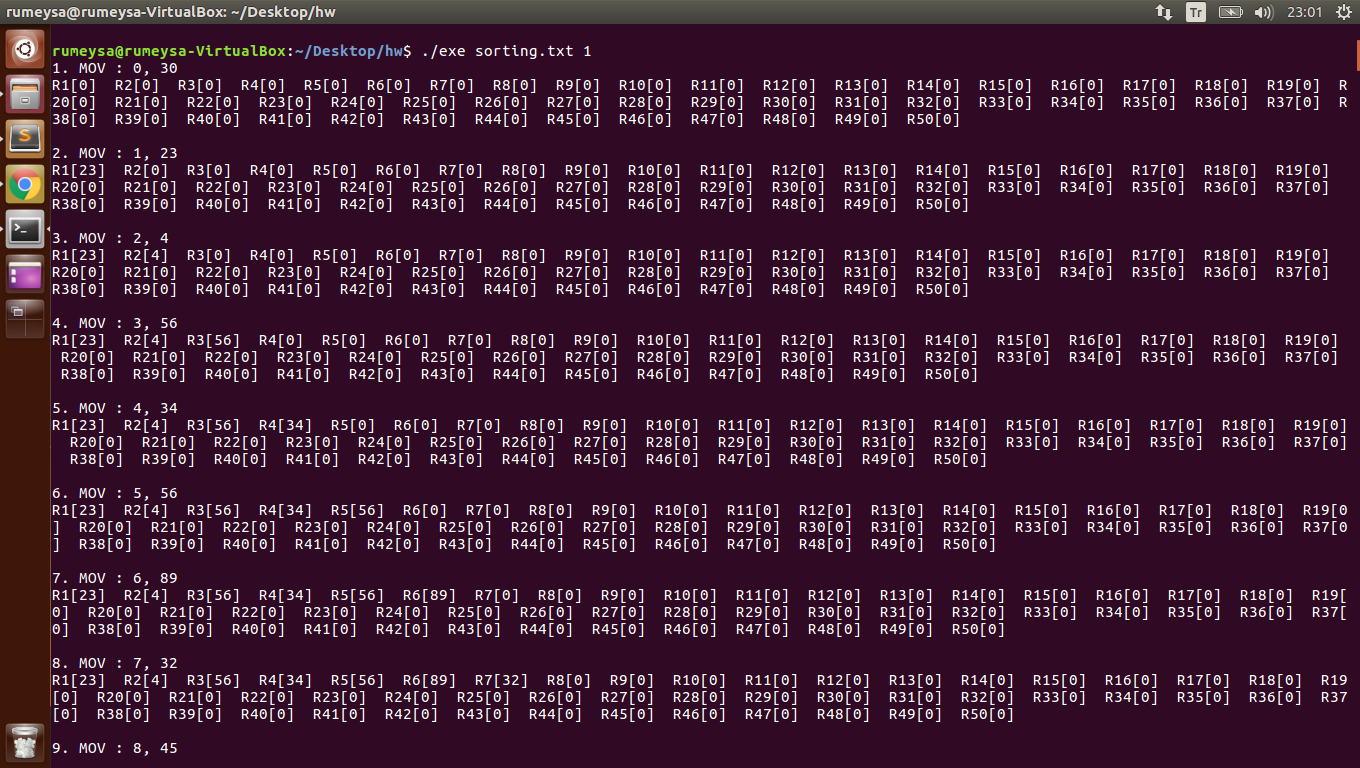 rumeysa@rumeysa-VirtualBox: ~/Desktop/hw
Tr
23:01
rumeysa@rumeysa-VirtualBox:~/Desktop/hw$ ./exe sorting.txt 1
1. MOV : 0, 30
R1[0]  R2[0]  R3[0]  R4[0]  R5[0]  R6[0]  R7[0]  R8[0]  R9[0]  R10[0]  R11[0]  R12[0]  R13[0]  R14[0]  R15[0]  R16[0]  R17[0]  R18[0]  R19[0]  R
20[0]  R21[0]  R22[0]  R23[0]  R24[0]  R25[0]  R26[0]  R27[0]  R28[0]  R29[0]  R30[0]  R31[0]  R32[0]  R33[0]  R34[0]  R35[0]  R36[0]  R37[0]  R
38[0]  R39[0]  R40[0]  R41[0]  R42[0]  R43[0]  R44[0]  R45[0]  R46[0]  R47[0]  R48[0]  R49[0]  R50[0]
2. MOV : 1, 23
R1[23]  R2[0]  R3[0]  R4[0]  R5[0]  R6[0]  R7[0]  R8[0]  R9[0]  R10[0]  R11[0]  R12[0]  R13[0]  R14[0]  R15[0]  R16[0]  R17[0]  R18[0]  R19[0]
R20[0]  R21[0]  R22[0]  R23[0]  R24[0]  R25[0]  R26[0]  R27[0]  R28[0]  R29[0]  R30[0]  R31[0]  R32[0]  R33[0]  R34[0]  R35[0]  R36[0]  R37[0]
R38[0]  R39[0]  R40[0]  R41[0]  R42[0]  R43[0]  R44[0]  R45[0]  R46[0]  R47[0]  R48[0]  R49[0]  R50[0]
3. MOV : 2, 4
R1[23]  R2[4]  R3[0]  R4[0]  R5[0]  R6[0]  R7[0]  R8[0]  R9[0]  R10[0]  R11[0]  R12[0]  R13[0]  R14[0]  R15[0]  R16[0]  R17[0]  R18[0]  R19[0]
R20[0]  R21[0]  R22[0]  R23[0]  R24[0]  R25[0]  R26[0]  R27[0]  R28[0]  R29[0]  R30[0]  R31[0]  R32[0]  R33[0]  R34[0]  R35[0]  R36[0]  R37[0]
R38[0]  R39[0]  R40[0]  R41[0]  R42[0]  R43[0]  R44[0]  R45[0]  R46[0]  R47[0]  R48[0]  R49[0]  R50[0]
4. MOV : 3, 56
R1[23]  R2[4]  R3[56]  R4[0]  R5[0]  R6[0]  R7[0]  R8[0]  R9[0]  R10[0]  R11[0]  R12[0]  R13[0]  R14[0]  R15[0]  R16[0]  R17[0]  R18[0]  R19[0]
R20[0]  R21[0]  R22[0]  R23[0]  R24[0]  R25[0]  R26[0]  R27[0]  R28[0]  R29[0]  R30[0]  R31[0]  R32[0]  R33[0]  R34[0]  R35[0]  R36[0]  R37[0]
R38[0]  R39[0]  R40[0]  R41[0]  R42[0]  R43[0]  R44[0]  R45[0]  R46[0]  R47[0]  R48[0]  R49[0]  R50[0]
5. MOV : 4, 34
R1[23]  R2[4]  R3[56]  R4[34]  R5[0]  R6[0]  R7[0]  R8[0]  R9[0]  R10[0]  R11[0]  R12[0]  R13[0]  R14[0]  R15[0]  R16[0]  R17[0]  R18[0]  R19[0]
R20[0]  R21[0]  R22[0]  R23[0]  R24[0]  R25[0]  R26[0]  R27[0]  R28[0]  R29[0]  R30[0]  R31[0]  R32[0]  R33[0]  R34[0]  R35[0]  R36[0]  R37[0]
R38[0]  R39[0]  R40[0]  R41[0]  R42[0]  R43[0]  R44[0]  R45[0]  R46[0]  R47[0]  R48[0]  R49[0]  R50[0]
6. MOV : 5, 56
R1[23]  R2[4]  R3[56]  R4[34]  R5[56]  R6[0]  R7[0]  R8[0]  R9[0]  R10[0]  R11[0]  R12[0]  R13[0]  R14[0]  R15[0]  R16[0]  R17[0]  R18[0]  R19[0
]  R20[0]  R21[0]  R22[0]  R23[0]  R24[0]  R25[0]  R26[0]  R27[0]  R28[0]  R29[0]  R30[0]  R31[0]  R32[0]  R33[0]  R34[0]  R35[0]  R36[0]  R37[0
]  R38[0]  R39[0]  R40[0]  R41[0]  R42[0]  R43[0]  R44[0]  R45[0]  R46[0]  R47[0]  R48[0]  R49[0]  R50[0]
7. MOV : 6, 89
R1[23]  R2[4]  R3[56]  R4[34]  R5[56]  R6[89]  R7[0]  R8[0]  R9[0]  R10[0]  R11[0]  R12[0]  R13[0]  R14[0]  R15[0]  R16[0]  R17[0]  R18[0]  R19[
0]  R20[0]  R21[0]  R22[0]  R23[0]  R24[0]  R25[0]  R26[0]  R27[0]  R28[0]  R29[0]  R30[0]  R31[0]  R32[0]  R33[0]  R34[0]  R35[0]  R36[0]  R37[
0]  R38[0]  R39[0]  R40[0]  R41[0]  R42[0]  R43[0]  R44[0]  R45[0]  R46[0]  R47[0]  R48[0]  R49[0]  R50[0]
8. MOV : 7, 32
R1[23]  R2[4]  R3[56]  R4[34]  R5[56]  R6[89]  R7[32]  R8[0]  R9[0]  R10[0]  R11[0]  R12[0]  R13[0]  R14[0]  R15[0]  R16[0]  R17[0]  R18[0]  R19
[0]  R20[0]  R21[0]  R22[0]  R23[0]  R24[0]  R25[0]  R26[0]  R27[0]  R28[0]  R29[0]  R30[0]  R31[0]  R32[0]  R33[0]  R34[0]  R35[0]  R36[0]  R37
[0]  R38[0]  R39[0]  R40[0]  R41[0]  R42[0]  R43[0]  R44[0]  R45[0]  R46[0]  R47[0]  R48[0]  R49[0]  R50[0]
9. MOV : 8, 45